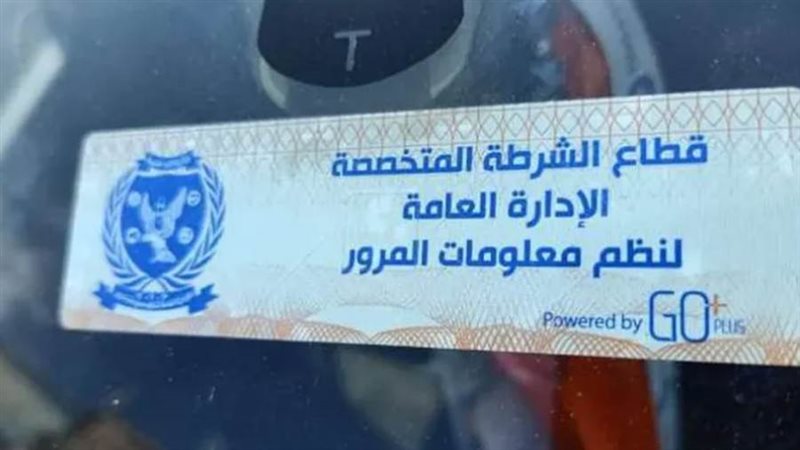 T
قطاع الشرطة المتخصصة
الإدارة العامة
لنظم معلومات المرور
Powered by GO+ PLUS